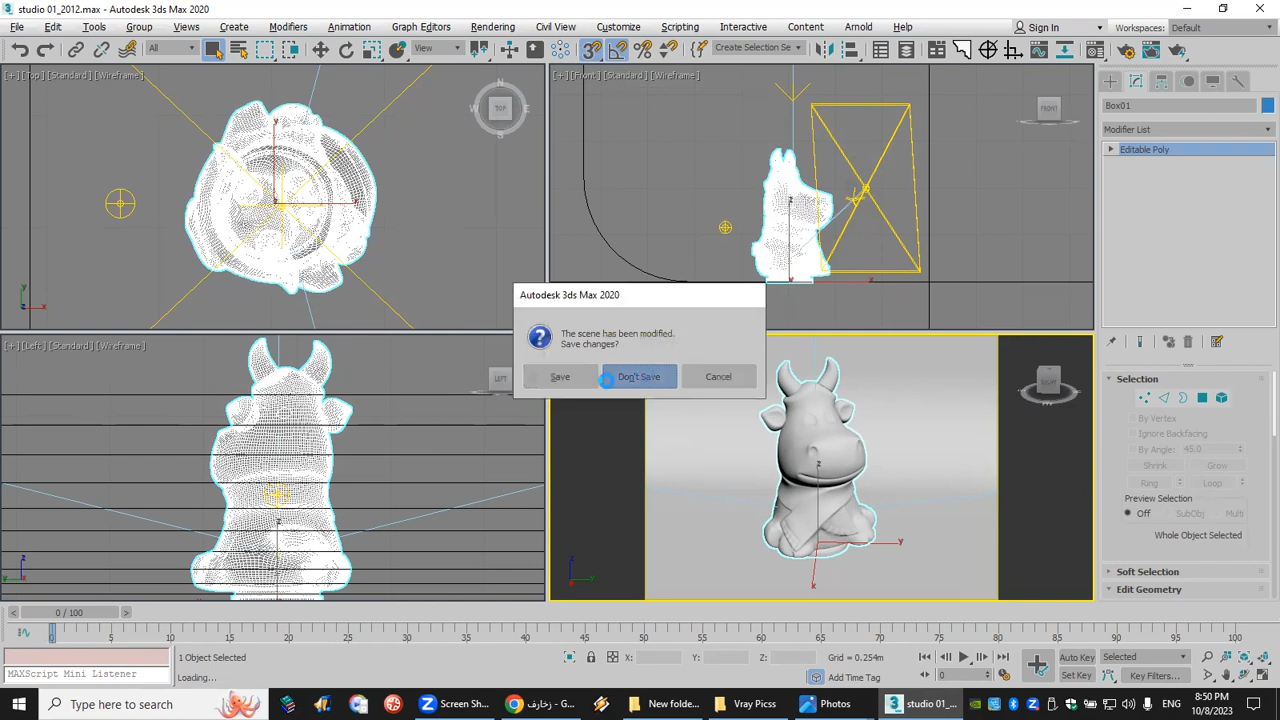 studio 01_2012.max - Autodesk 3ds Max 2020
File Edit Tools Group Views Create Modifiers Animation Graph Editors Rendering Civil View Customize Scripting Interactive Content Arnold Help Sign In Workspaces: Default
All View Create Selection Se
[+] [Top] [Standard] [Wireframe]
[+] [Front] [Standard] [Wireframe]
N
W TOP E
S
FRONT
y
x
z
x
y
x
z
Box01
Modifier List
Editable Poly
Autodesk 3ds Max 2020
The scene has been modified.
Save changes?
Save Don't Save Cancel
[+] [Left] [Standard] [Wireframe]
LEFT
RIGHT
z
y
z
y
x
z
y
Selection
By Vertex
Ignore Backfacing
By Angle: 45.0
Shrink Grow
Ring Loop
Preview Selection
Off SubObj Multi
Whole Object Selected
Soft Selection
Edit Geometry
< 0 / 100 >
0 5 10 15 20 25 30 35 40 45 50 55 60 65 70 75 80 85 90 95 100
1 Object Selected
X: Y: Z: Grid = 0.254m
Auto Key Selected
MAXScript Mini Listener
Loading...
Add Time Tag
0
Set Key Key Filters...
Type here to search
Screen Sh...
زخارف - G...
New folde...
Vray Picss
Photos
studio 01_...
ENG
8:50 PM
10/8/2023